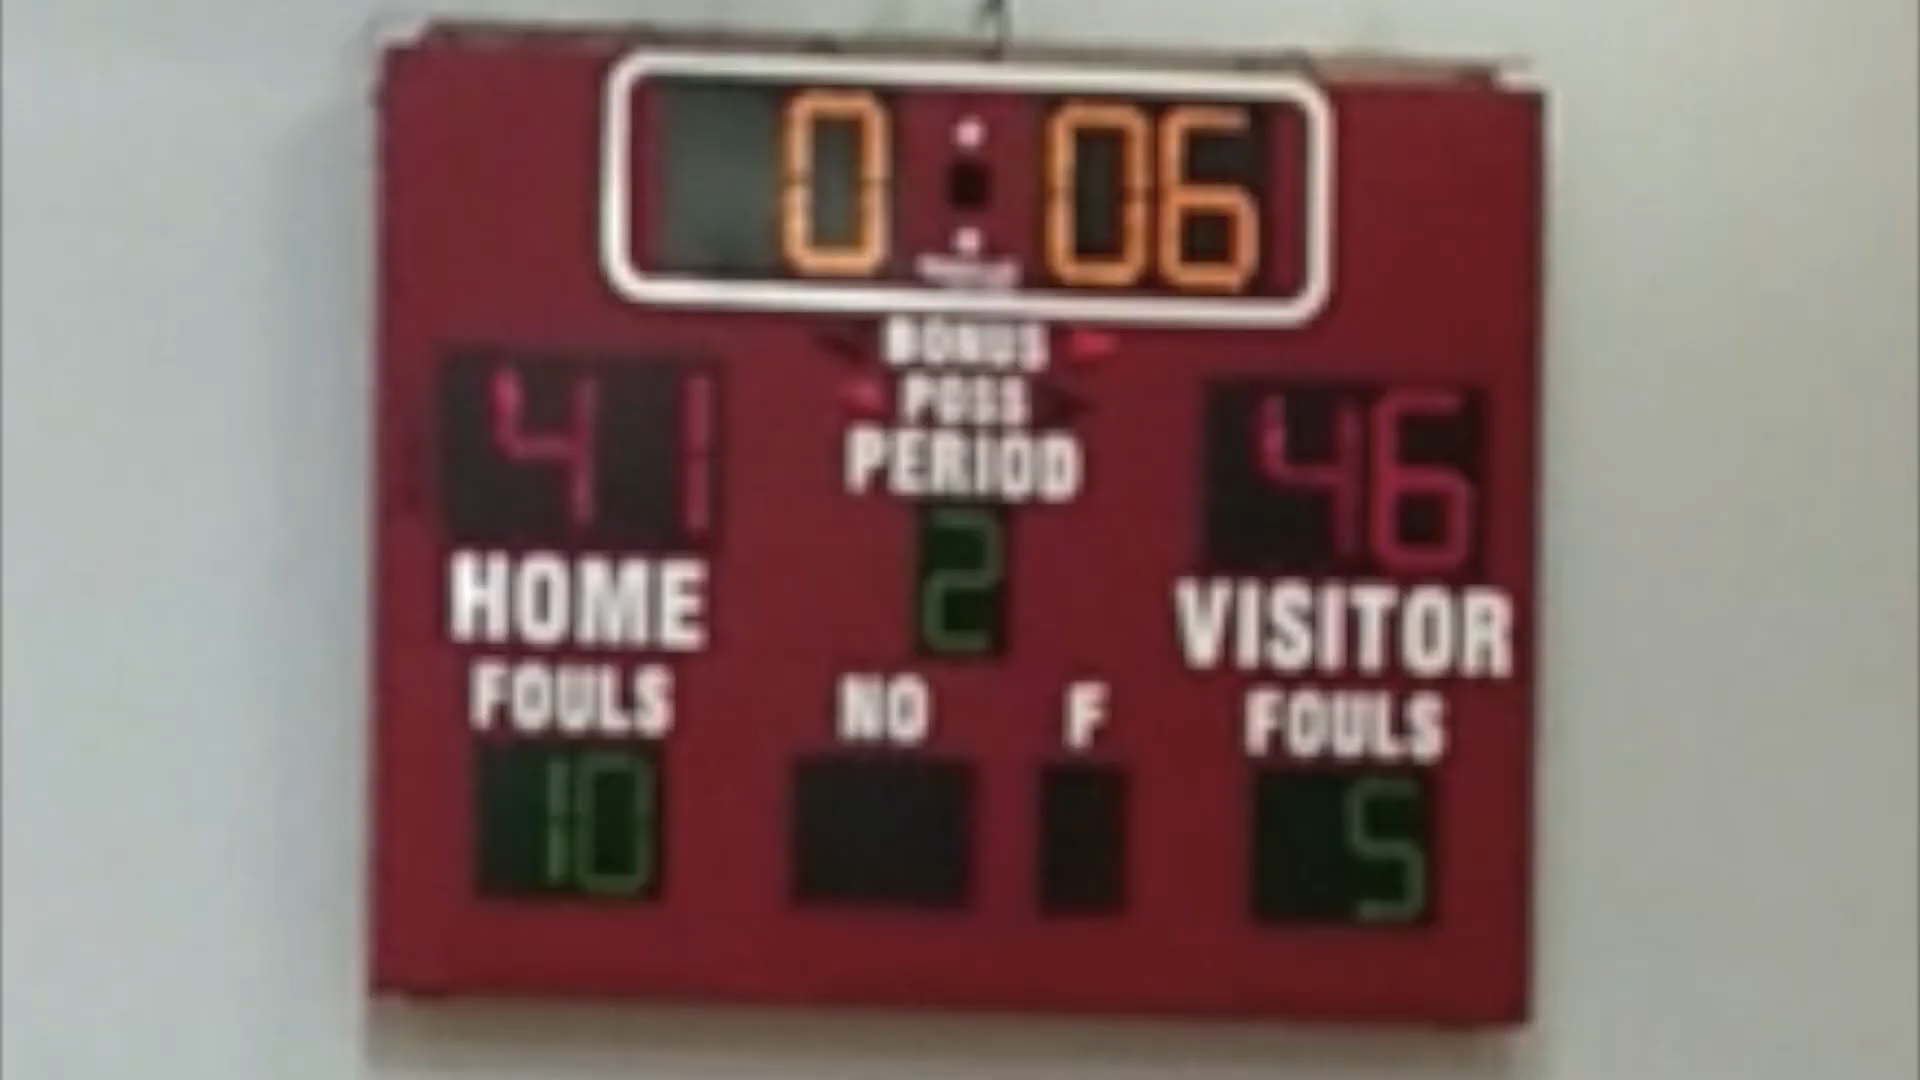 0:06
BONUS
POSS
PERIOD
41 2 46
HOME VISITOR
FOULS NO F FOULS
10 5